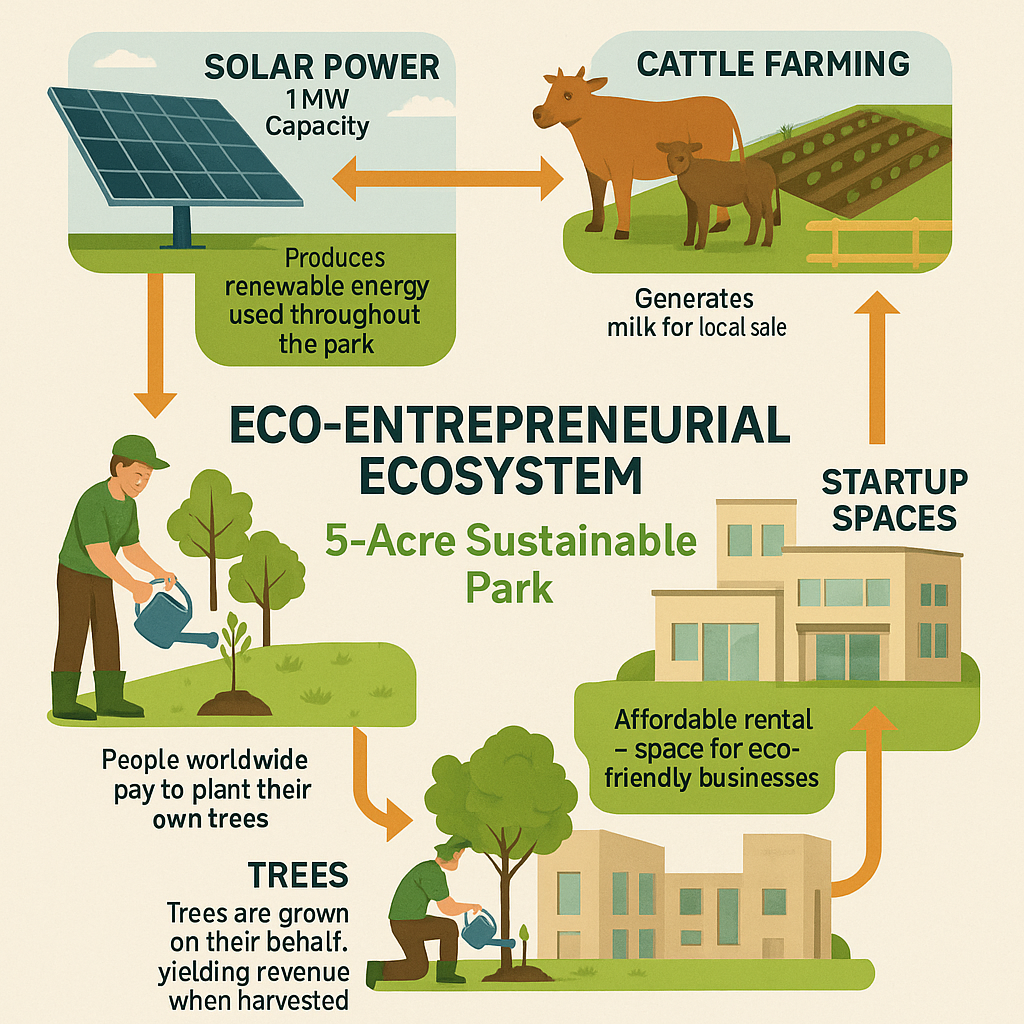 SOLAR POWER
1 MW
Capacity
Produces
renewable energy
used throughout
the park
CATTLE FARMING
Generates
milk for local sale
ECO-ENTREPRENEURIAL
ECOSYSTEM
5-Acre Sustainable
Park
STARTUP
SPACES
Affordable rental
– space for eco-
friendly businesses
People worldwide
pay to plant their
own trees
TREES
Trees are grown
on their behalf.
yielding revenue
when harvested